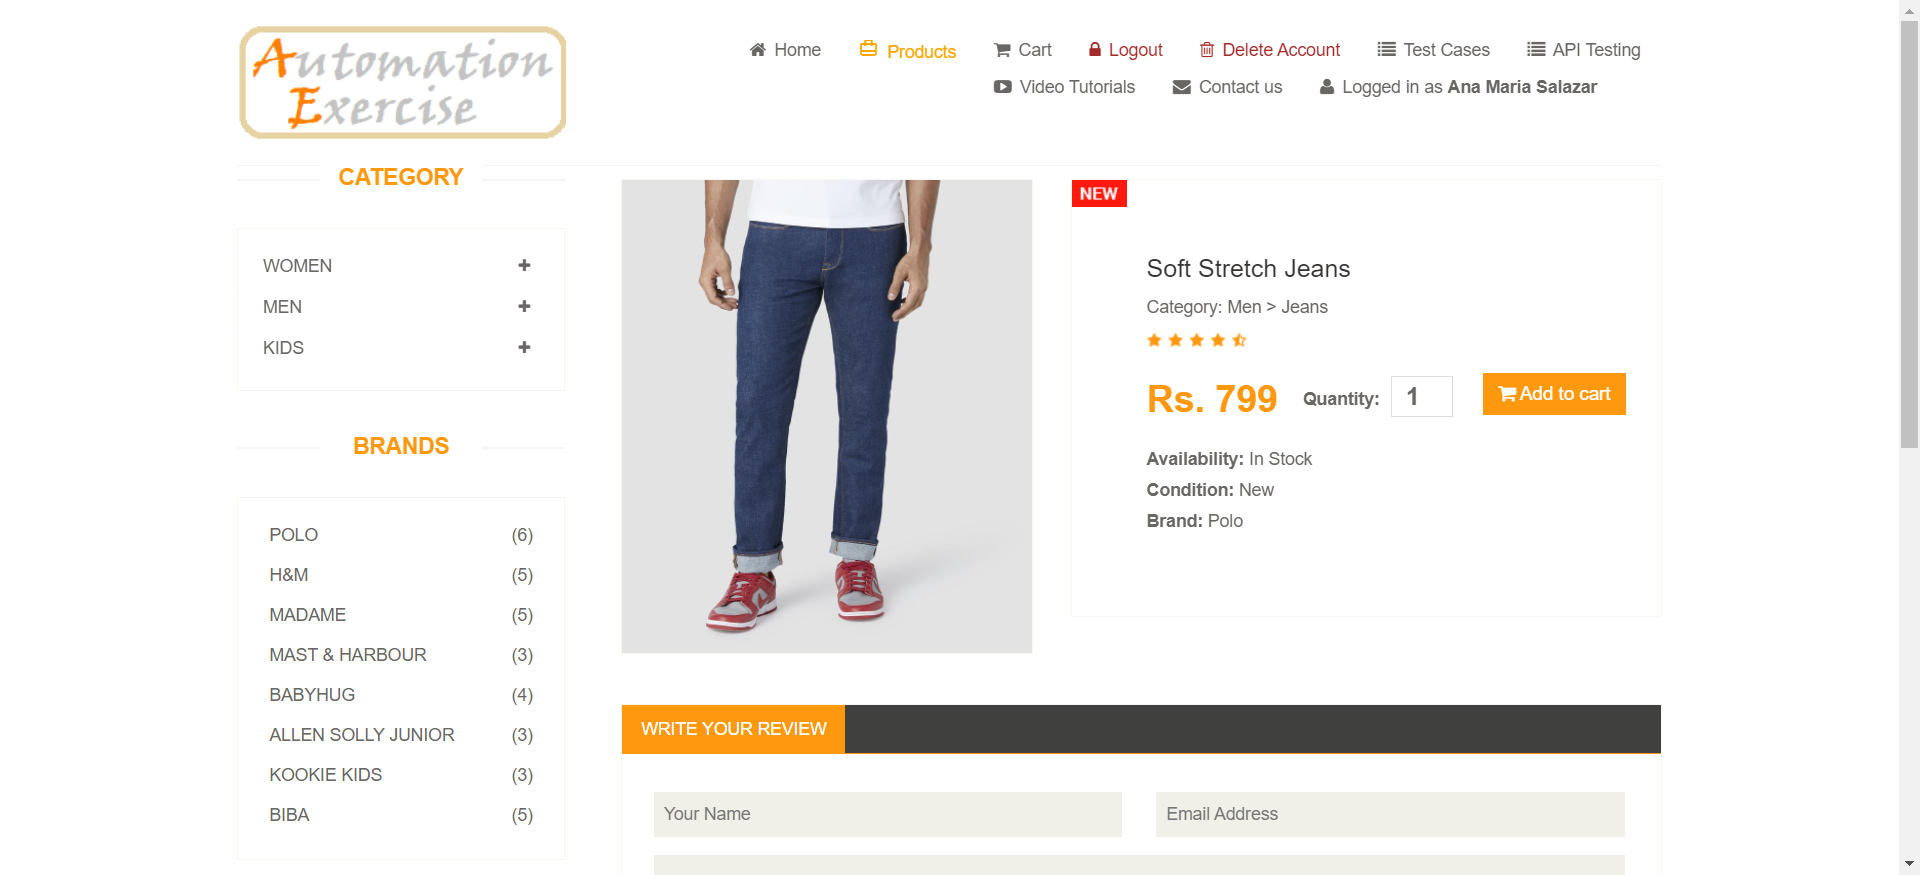 Automation
Exercise
Home
Products
Cart
Logout
Delete Account
Test Cases
API Testing
Video Tutorials
Contact us
Logged in as Ana Maria Salazar
CATEGORY
WOMEN
MEN
KIDS
BRANDS
POLO (6)
H&M (5)
MADAME (5)
MAST & HARBOUR (3)
BABYHUG (4)
ALLEN SOLLY JUNIOR (3)
KOOKIE KIDS (3)
BIBA (5)
NEW
Soft Stretch Jeans
Category: Men > Jeans
Rs. 799 Quantity: 1 Add to cart
Availability: In Stock
Condition: New
Brand: Polo
WRITE YOUR REVIEW
Your Name
Email Address